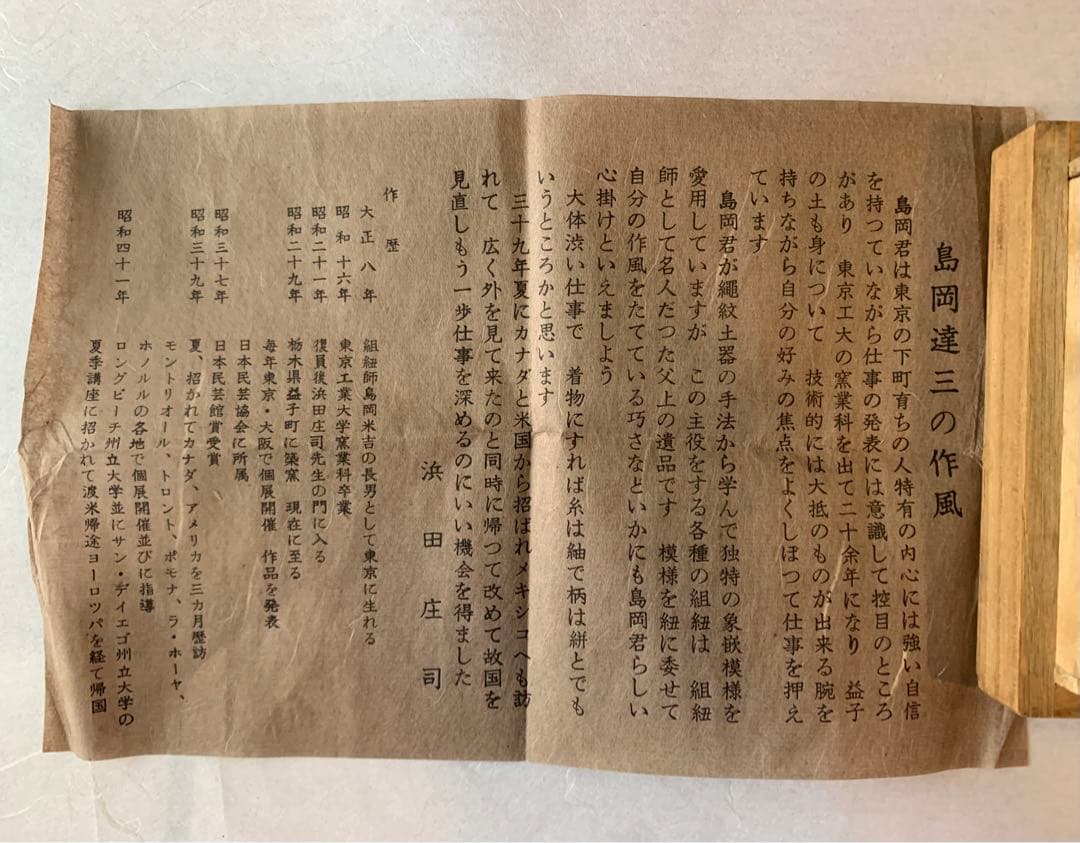 島岡達三の作風
島岡君は東京の下町育ちの人特有の内心には強い自信
を持つていながら仕事の発表には意識して控目のところ
があり 東京工大の窯業科を出て二十余年になり 益子
の土も身について 技術的には大抵のものが出来る腕を
持ちながら自分の好みの焦点をよくしぼつて仕事を押え
ています
島岡君が縄紋土器の手法から学んで独特の象嵌模様を
愛用していますが この主役をする各種の組紐は 組紐
師として名人だつた父上の遺品です 模様を紐に委せて
自分の作風をたてている巧さなどいかにも島岡君らしい
心掛けといえましよう
大体渋い仕事で 着物にすれば糸は紬で柄は絣とでも
いうところかと思います
三十九年夏にカナダと米国から招ばれメキシコへも訪
れて 広く外を見て来たのと同時に帰つて改めて故国を
見直しもう一歩仕事を深めるのにいい機会を得ました
浜田庄司
作歴
大正八年 組紐師島岡米吉の長男として東京に生れる
昭和十六年 東京工業大学窯業科卒業
昭和二十一年 復員後浜田庄司先生の門に入る
昭和二十九年 栃木県益子町に築窯 現在に至る
毎年東京・大阪で個展開催 作品を発表
日本民芸協会に所属
昭和三十七年 日本民芸館賞受賞
昭和三十九年 夏、招かれてカナダ、アメリカを三カ月歴訪
モントリオール、トロント、ポモナ、ラ・ホーヤ、
ホノルルの各地で個展開催並びに指導
昭和四十一年 ロングビーチ州立大学並にサン・デイエゴ州立大学の
夏季講座に招かれて渡米帰途ヨーロツパを経て帰国